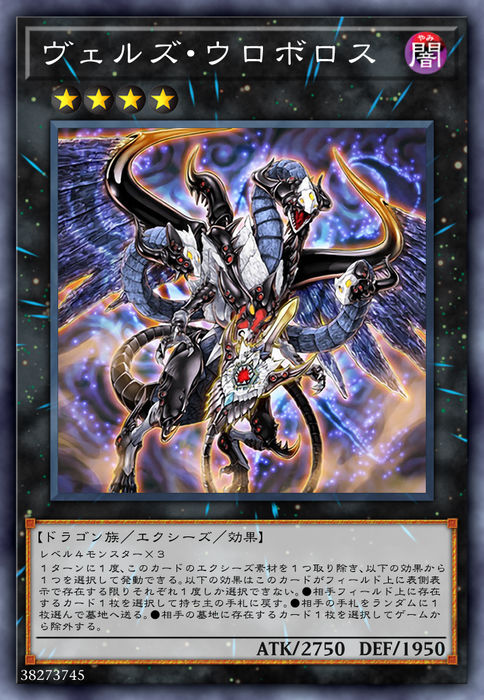 ヴェルズ・ウロボロス
やみ
闇
【ドラゴン族／エクシーズ／効果】
レベル４モンスター×３
１ターンに１度、このカードのエクシーズ素材を１つ取り除き、以下の効果から
１つを選択して発動できる。以下の効果はこのカードがフィールド上に表側表
示で存在する限りそれぞれ１度しか選択できない。●相手フィールド上に存在
するカード１枚を選択して持ち主の手札に戻す。●相手の手札をランダムに１
枚選んで墓地へ送る。●相手の墓地に存在するカード１枚を選択してゲームか
ら除外する。
ATK/2750 DEF/1950
38273745